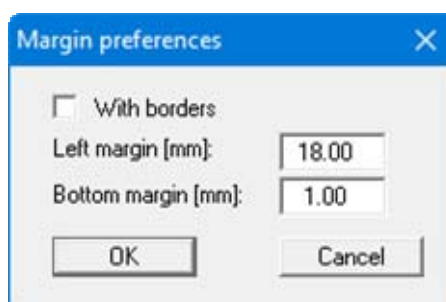 Margin preferences
With borders
Left margin [mm]: 18.00
Bottom margin [mm]: 1.00
OK Cancel